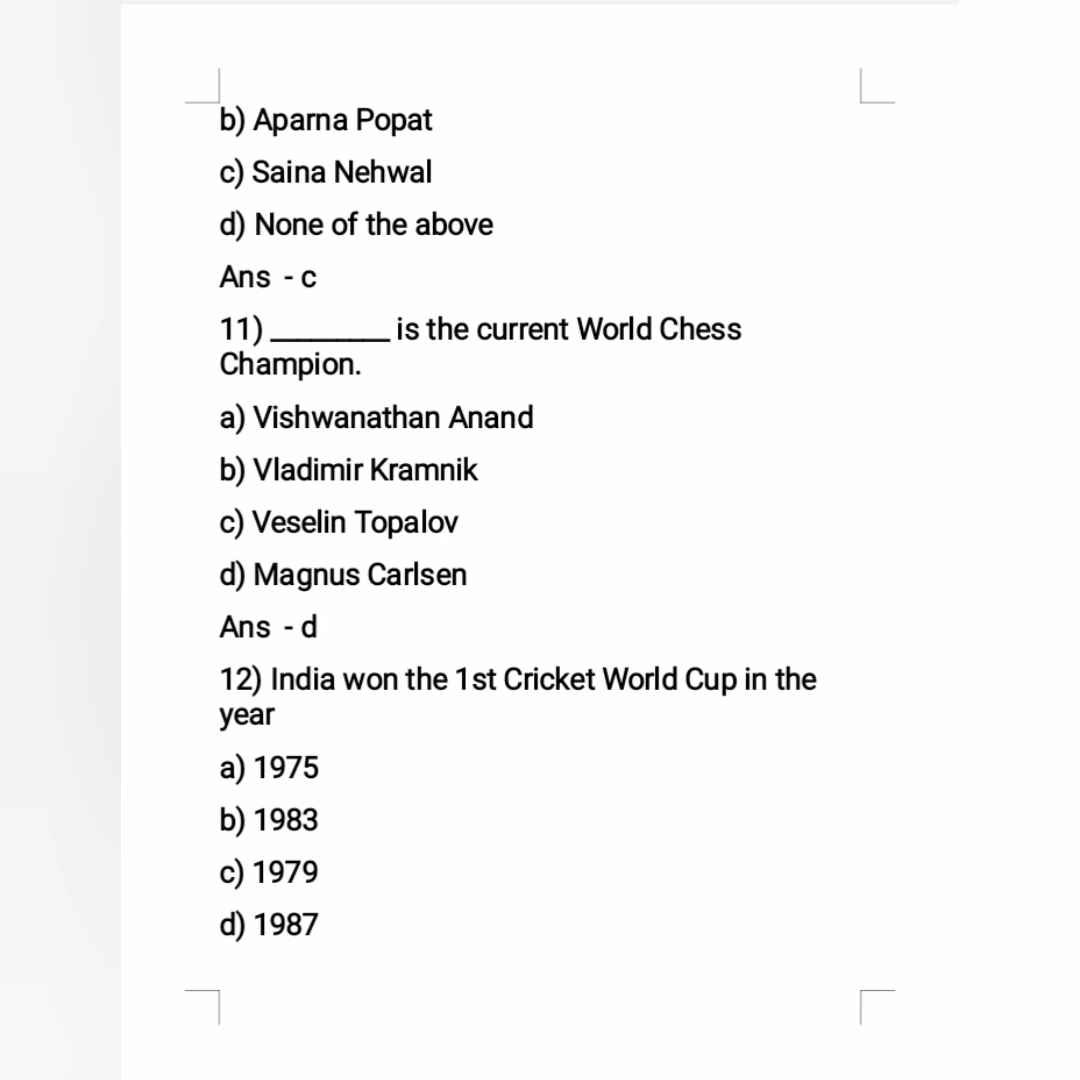 b) Aparna Popat
c) Saina Nehwal
d) None of the above
Ans - c
11) ________ is the current World Chess
Champion.
a) Vishwanathan Anand
b) Vladimir Kramnik
c) Veselin Topalov
d) Magnus Carlsen
Ans - d
12) India won the 1st Cricket World Cup in the
year
a) 1975
b) 1983
c) 1979
d) 1987